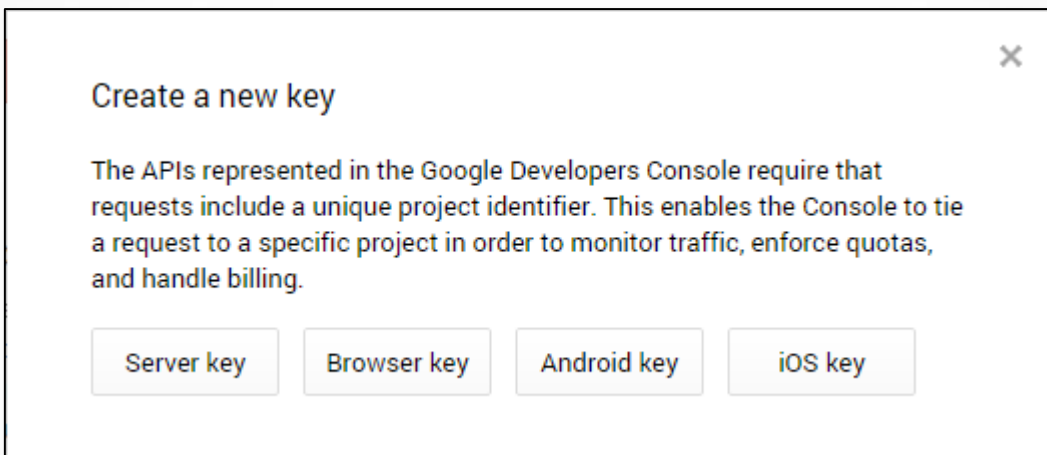 Create a new key
The APIs represented in the Google Developers Console require that
requests include a unique project identifier. This enables the Console to tie
a request to a specific project in order to monitor traffic, enforce quotas,
and handle billing.
Server key Browser key Android key iOS key